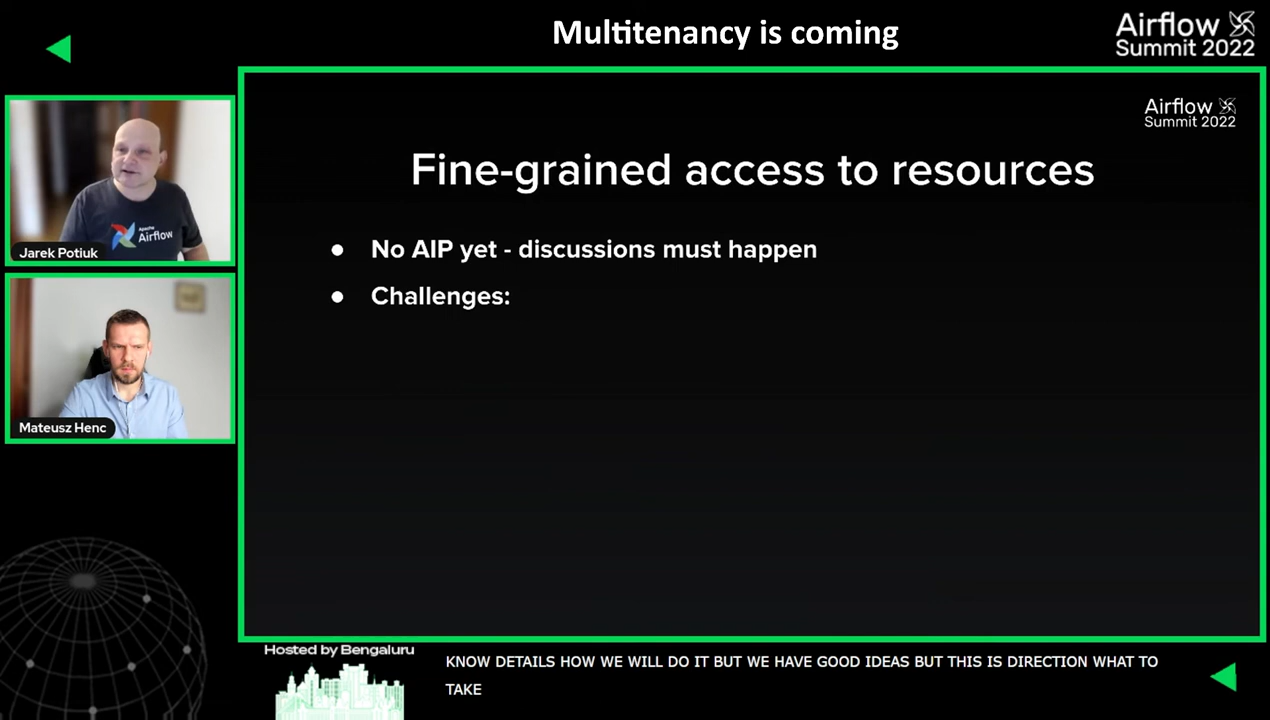 Multitenancy is coming
Airflow
Summit 2022
Airflow
Summit 2022
Fine-grained access to resources
● No AIP yet - discussions must happen
● Challenges:
Apache
Airflow
Jarek Potiuk
Mateusz Henc
Hosted by Bengaluru
KNOW DETAILS HOW WE WILL DO IT BUT WE HAVE GOOD IDEAS BUT THIS IS DIRECTION WHAT TO
TAKE